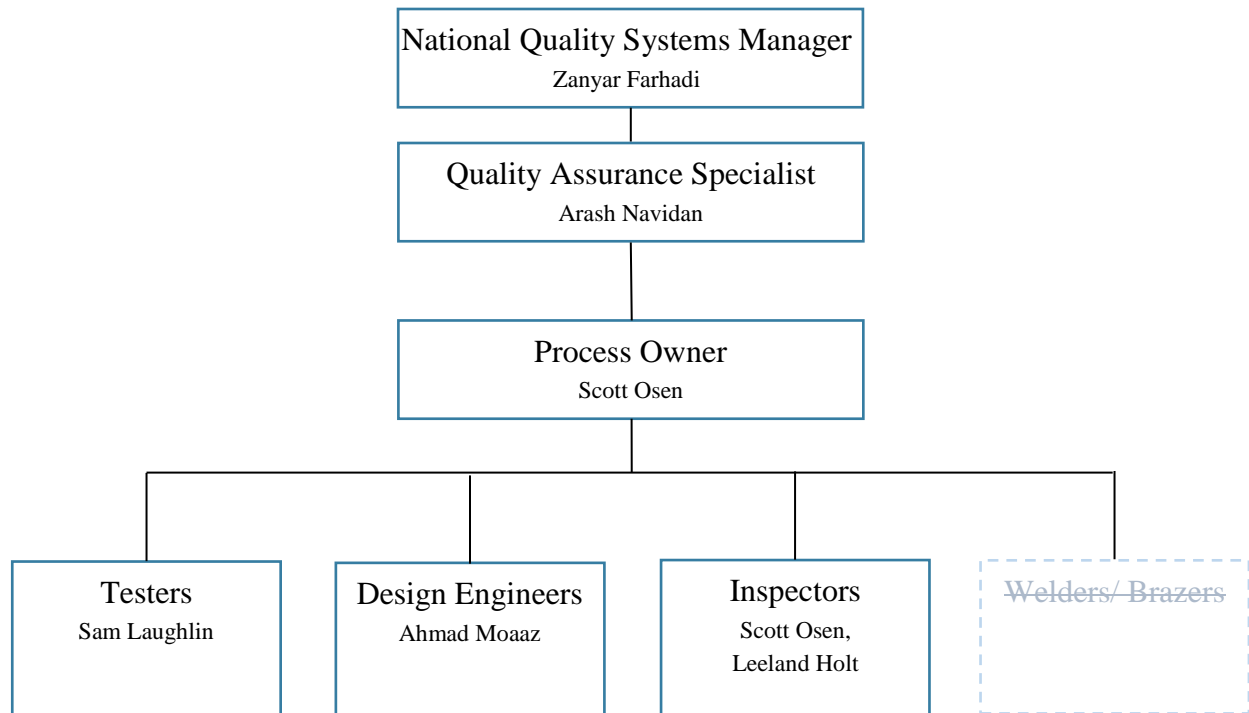 National Quality Systems Manager
Zanyar Farhadi
Quality Assurance Specialist
Arash Navidan
Process Owner
Scott Osen
Testers
Sam Laughlin
Design Engineers
Ahmad Moaaz
Inspectors
Scott Osen,
Leeland Holt
Welders/ Brazers